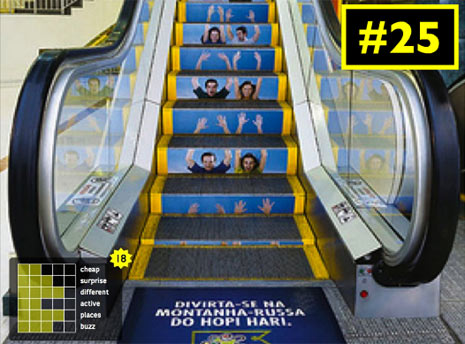 #25
18
cheap
surprise
different
active
places
buzz
DIVIRTA-SE NA
MONTANHA-RUSSA
DO HOPI HARI.